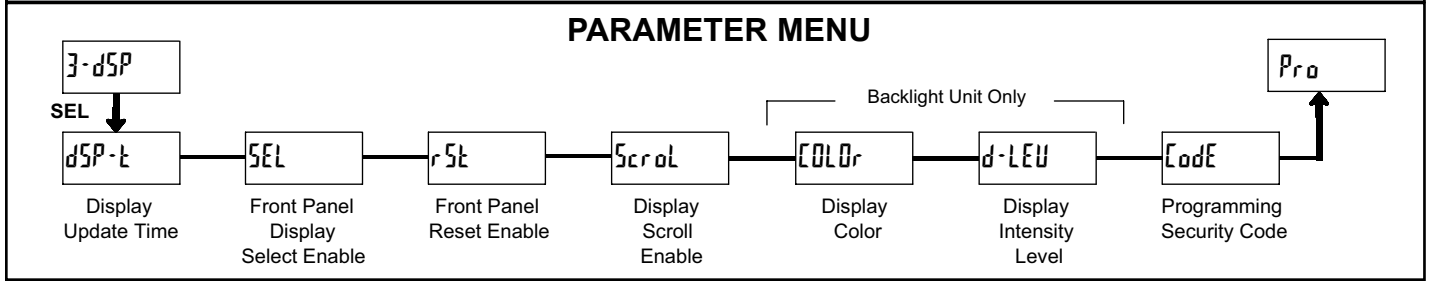 PARAMETER MENU
3-dSP
Pro
SEL
Backlight Unit Only
dSP-t
SEL
rSt
ScroL
COLOr
d-LEV
CodE
Display
Update Time
Front Panel
Display
Select Enable
Front Panel
Reset Enable
Display
Scroll
Enable
Display
Color
Display
Intensity
Level
Programming
Security Code